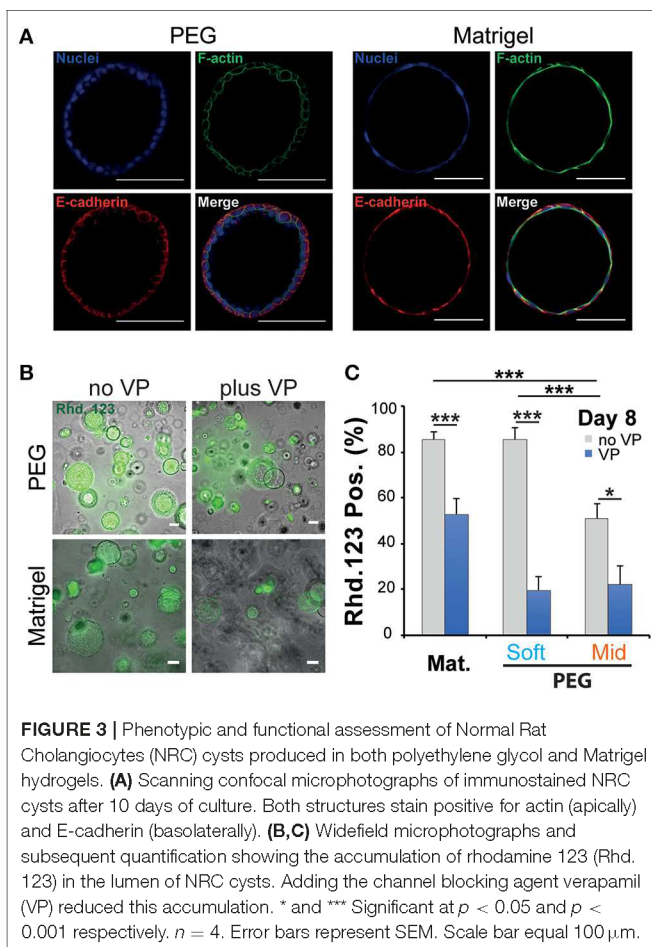 A
PEG
Matrigel
Nuclei
F-actin
E-cadherin
Merge
Nuclei
F-actin
E-cadherin
Merge
B
no VP
plus VP
Rhd. 123
PEG
Matrigel
C
***
***
***
***
*
Day 8
no VP
VP
Rhd.123 Pos. (%)
100
80
60
40
20
0
Mat.
Soft
Mid
PEG
FIGURE 3 | Phenotypic and functional assessment of Normal Rat
Cholangiocytes (NRC) cysts produced in both polyethylene glycol and Matrigel
hydrogels. (A) Scanning confocal microphotographs of immunostained NRC
cysts after 10 days of culture. Both structures stain positive for actin (apically)
and E-cadherin (basolaterally). (B,C) Widefield microphotographs and
subsequent quantification showing the accumulation of rhodamine 123 (Rhd.
123) in the lumen of NRC cysts. Adding the channel blocking agent verapamil
(VP) reduced this accumulation. * and *** Significant at p < 0.05 and p <
0.001 respectively. n = 4. Error bars represent SEM. Scale bar equal 100 μm.